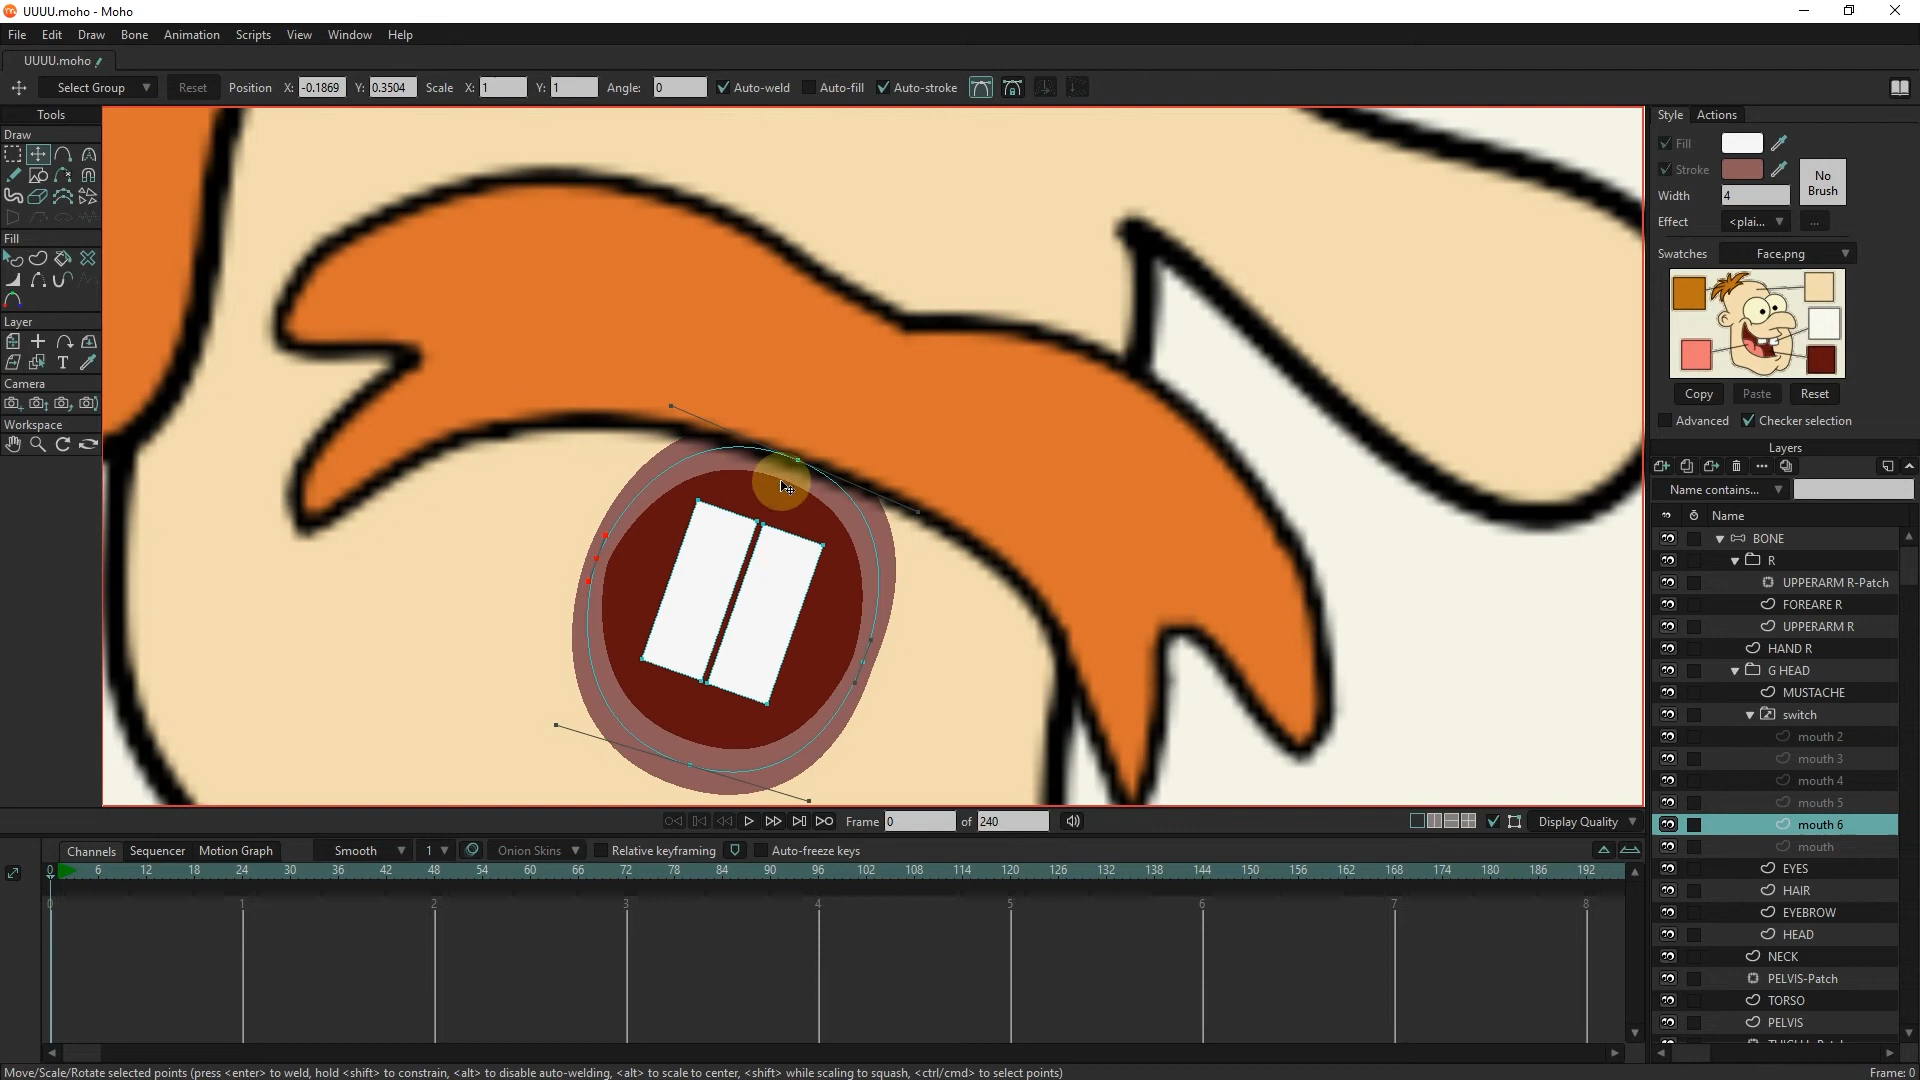 UUUU.moho - Moho
File Edit Draw Bone Animation Scripts View Window Help
UUUU.moho
Select Group Reset Position X: -0.1869 Y: 0.3504 Scale X: 1 Y: 1 Angle: 0 Auto-weld Auto-fill Auto-stroke
Tools
Draw
Fill
Layer
Camera
Workspace
Style Actions
Fill
Stroke
No Brush
Width 4
Effect <plai... ...
Swatches Face.png
Copy Paste Reset
Advanced Checker selection
Layers
Name contains...
Name
BONE
R
UPPERARM R-Patch
FOREARE R
UPPERARM R
HAND R
G HEAD
MUSTACHE
switch
mouth 2
mouth 3
mouth 4
mouth 5
mouth 6
mouth
EYES
HAIR
EYEBROW
HEAD
NECK
PELVIS-Patch
TORSO
PELVIS
Frame 0 of 240 Display Quality
Channels Sequencer Motion Graph Smooth 1 Onion Skins Relative keyframing Auto-freeze keys
0 6 12 18 24 30 36 42 48 54 60 66 72 78 84 90 96 102 108 114 120 126 132 138 144 150 156 162 168 174 180 186 192
0 1 2 3 4 5 6 7 8
Move/Scale/Rotate selected points (press <enter> to weld, hold <shift> to constrain, <alt> to disable auto-welding, <alt> to scale to center, <shift> while scaling to squash, <ctrl/cmd> to select points) Frame: 0